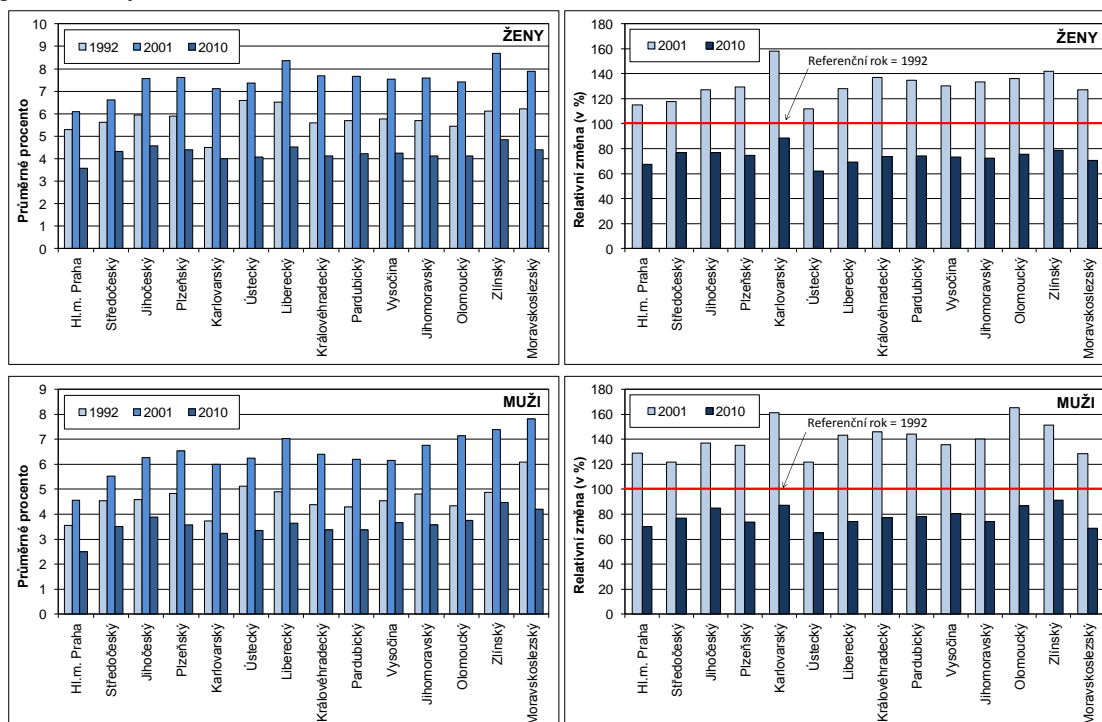 ŽENY
1992 2001 2010
Průměrné procento
10
9
8
7
6
5
4
3
2
1
0
Hl.m. Praha
Středočeský
Jihočeský
Plzeňský
Karlovarský
Ústecký
Liberecký
Královéhradecký
Pardubický
Vysočina
Jihomoravský
Olomoucký
Zlínský
Moravskoslezský
ŽENY
2001 2010
Referenční rok = 1992
Relativní změna (v %)
180
160
140
120
100
80
60
40
20
0
Hl.m. Praha
Středočeský
Jihočeský
Plzeňský
Karlovarský
Ústecký
Liberecký
Královéhradecký
Pardubický
Vysočina
Jihomoravský
Olomoucký
Zlínský
Moravskoslezský
MUŽI
1992 2001 2010
Průměrné procento
9
8
7
6
5
4
3
2
1
0
Hl.m. Praha
Středočeský
Jihočeský
Plzeňský
Karlovarský
Ústecký
Liberecký
Královéhradecký
Pardubický
Vysočina
Jihomoravský
Olomoucký
Zlínský
Moravskoslezský
MUŽI
2001 2010
Referenční rok = 1992
Relativní změna (v %)
180
160
140
120
100
80
60
40
20
0
Hl.m. Praha
Středočeský
Jihočeský
Plzeňský
Karlovarský
Ústecký
Liberecký
Královéhradecký
Pardubický
Vysočina
Jihomoravský
Olomoucký
Zlínský
Moravskoslezský